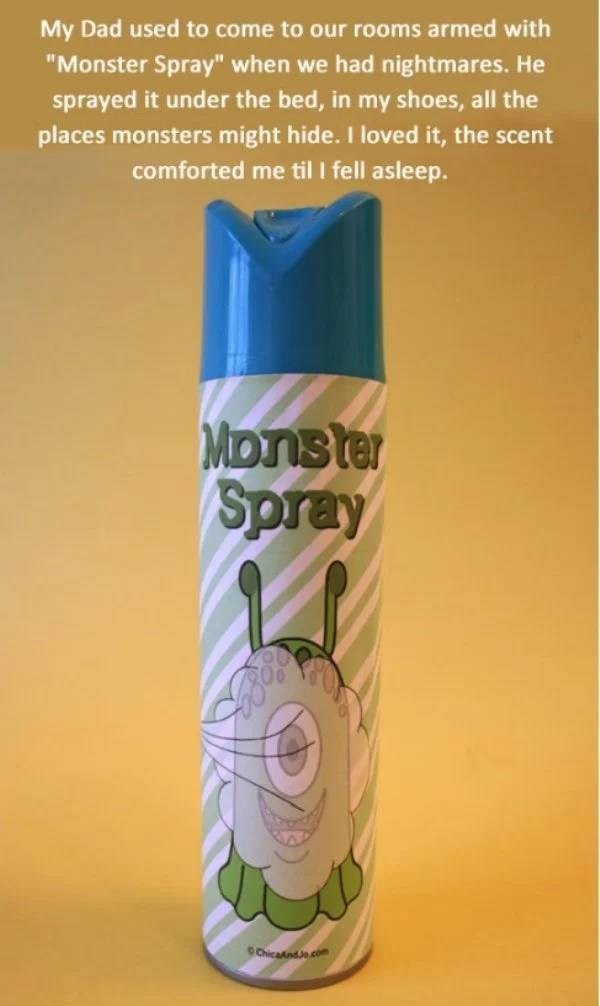 My Dad used to come to our rooms armed with
"Monster Spray" when we had nightmares. He
sprayed it under the bed, in my shoes, all the
places monsters might hide. I loved it, the scent
comforted me til I fell asleep.
Monster
Spray
©ChicaAndJo.com